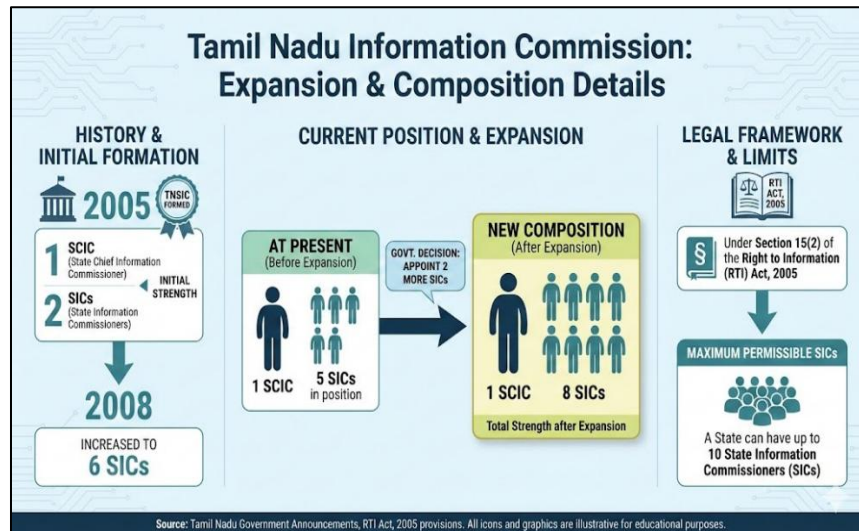 Tamil Nadu Information Commission:
Expansion & Composition Details
HISTORY &
INITIAL FORMATION
2005
TNSIC
FORMED
1 SCIC
(State Chief Information
Commissioner)
2 SICs
(State Information
Commissioners)
INITIAL
STRENGTH
2008
INCREASED TO
6 SICs
CURRENT POSITION & EXPANSION
AT PRESENT
(Before Expansion)
1 SCIC
5 SICs
in position
GOVT. DECISION:
APPOINT 2
MORE SICs
NEW COMPOSITION
(After Expansion)
1 SCIC
8 SICs
Total Strength after Expansion
LEGAL FRAMEWORK
& LIMITS
RTI
ACT,
2005
§
Under Section 15(2) of
the Right to Information
(RTI) Act, 2005
MAXIMUM PERMISSIBLE SICs
A State can have up to
10 State Information
Commissioners (SICs)
Source: Tamil Nadu Government Announcements, RTI Act, 2005 provisions. All icons and graphics are illustrative for educational purposes.